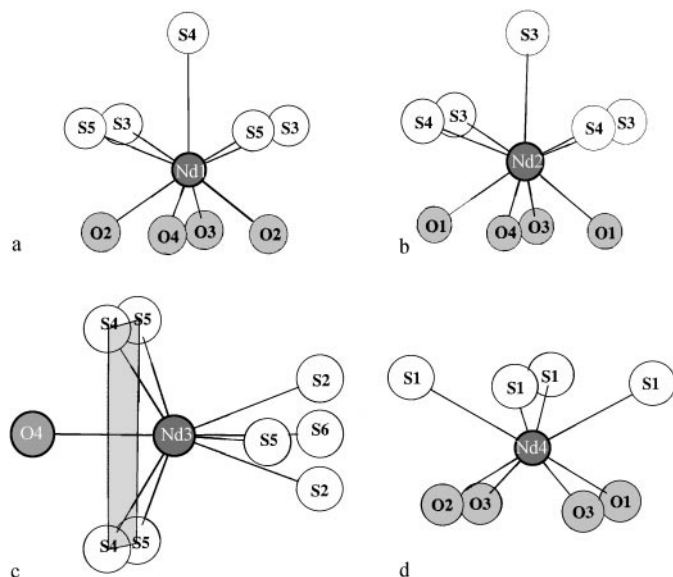 S4
S5 S3 S5 S3
Nd1
O2 O4 O3 O2
a
S3
S4 S3 S4 S3
Nd2
O1 O4 O3 O1
b
S4 S5
S2
O4 Nd3 S5 S6
S2
S4 S5
c
S1 S1 S1 S1
Nd4
O2 O3 O3 O1
d